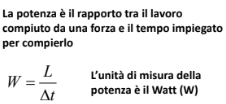 La potenza è il rapporto tra il lavoro
compiuto da una forza e il tempo impiegato
per compierlo
W = L / Δt
L'unità di misura della
potenza è il Watt (W)